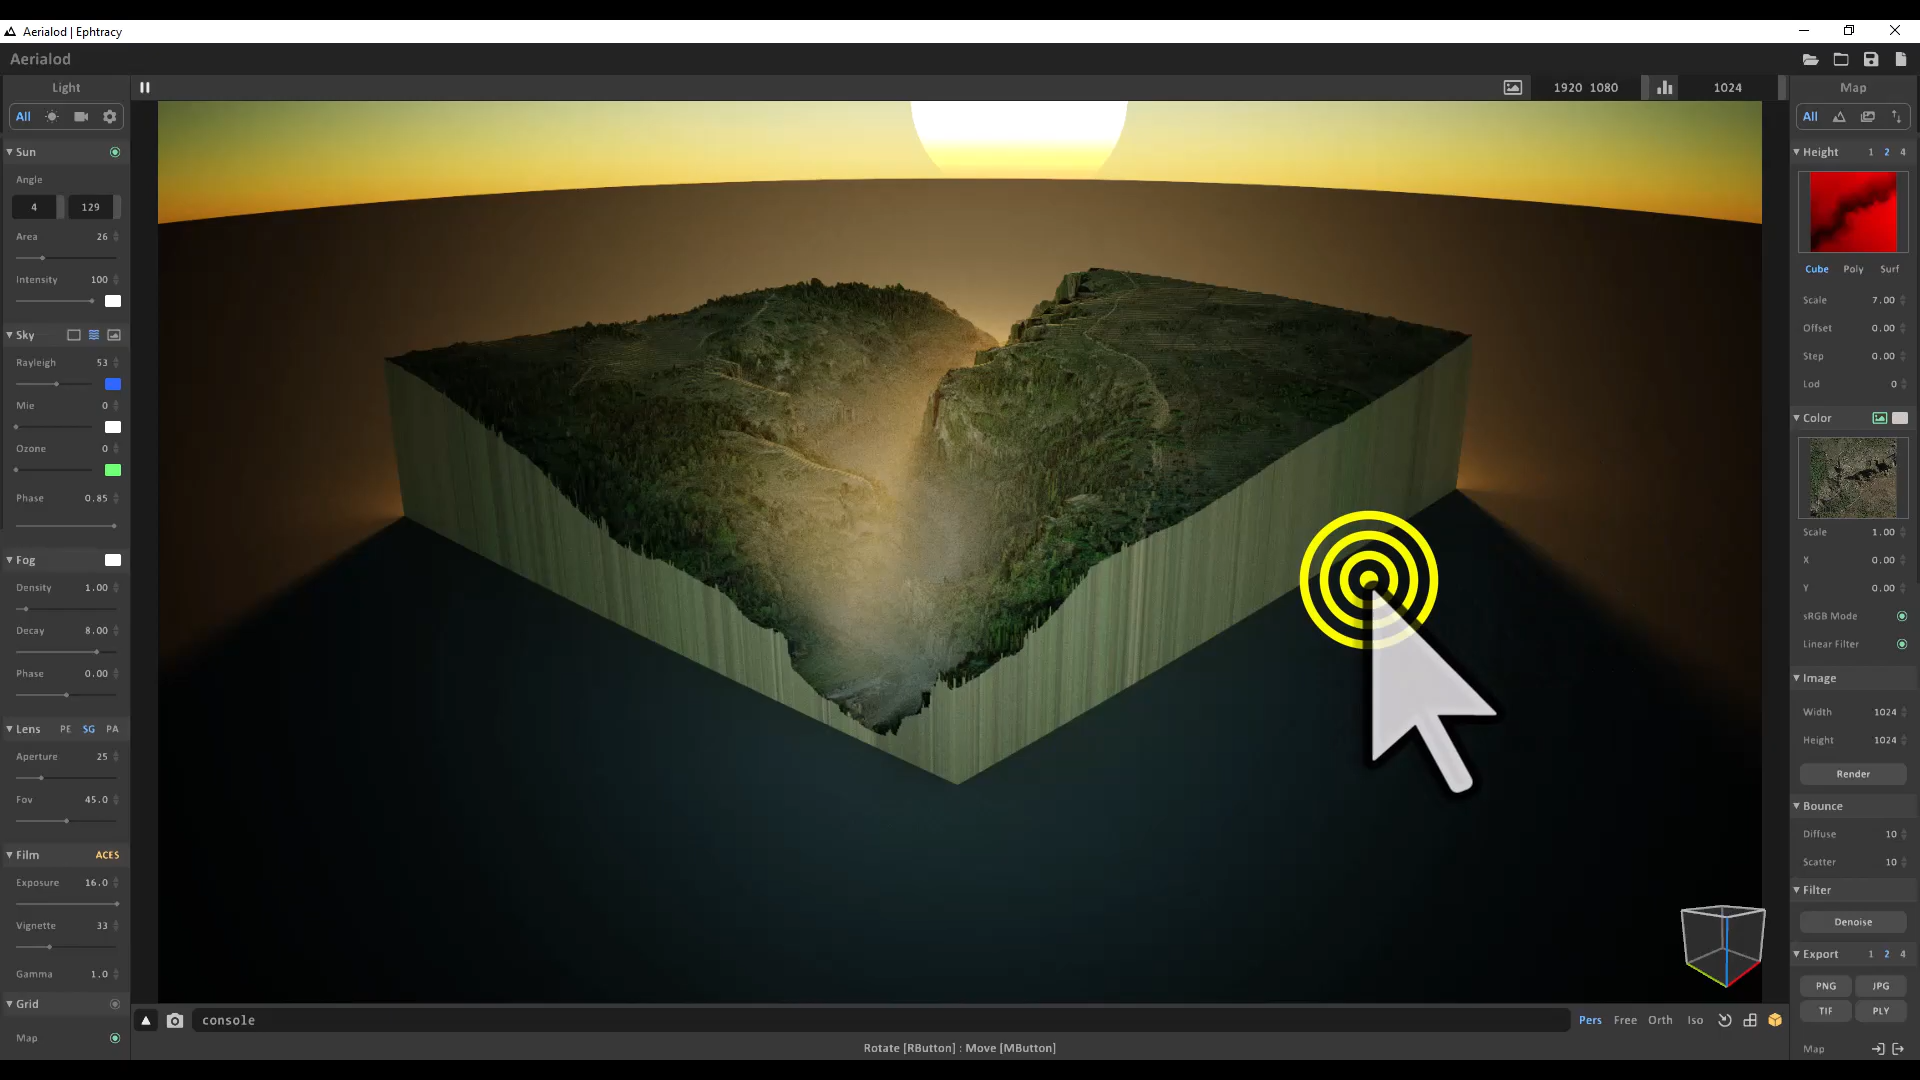 Aerialod | Ephtracy
Aerialod
Light
1920 1080
1024
Map
All
All
Sun
Angle
4 129
Area 26
Intensity 100
Sky
Rayleigh 53
Mie 0
Ozone 0
Phase 0.85
Fog
Density 1.00
Decay 8.00
Phase 0.00
Lens PE SG PA
Aperture 25
Fov 45.0
Film ACES
Exposure 16.0
Vignette 33
Gamma 1.0
Grid
Map
Height 1 2 4
Cube Poly Surf
Scale 7.00
Offset 0.00
Step 0.00
Lod 0
Color
Scale 1.00
X 0.00
Y 0.00
sRGB Mode
Linear Filter
Image
Width 1024
Height 1024
Render
Bounce
Diffuse 10
Scatter 10
Filter
Denoise
Export 1 2 4
PNG JPG
TIF PLY
Map
console
Pers Free Orth Iso
Rotate [RButton] : Move [MButton]